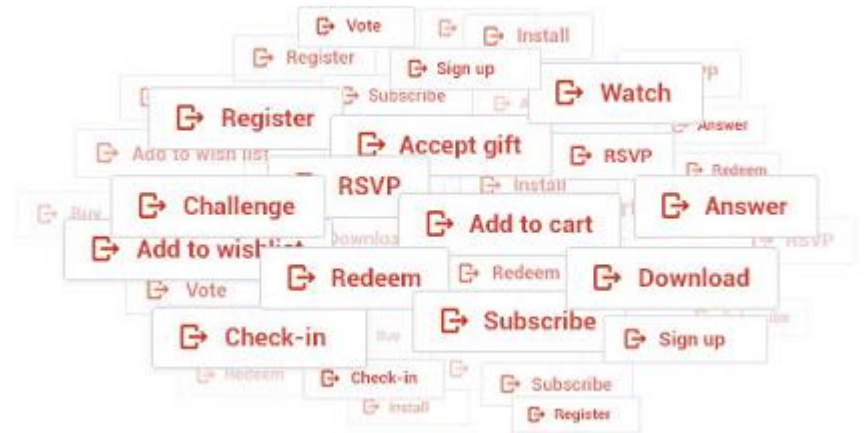 Vote
Install
Register
Sign up
Watch
Subscribe
Register
Answer
Accept gift
RSVP
Add to wish list
Redeem
RSVP
Install
Buy
Challenge
Answer
Add to cart
RSVP
Add to wishlist
Redeem
Redeem
Download
Vote
Subscribe
Check-in
Buy
Sign up
Redeem
Check-in
Subscribe
Install
Register